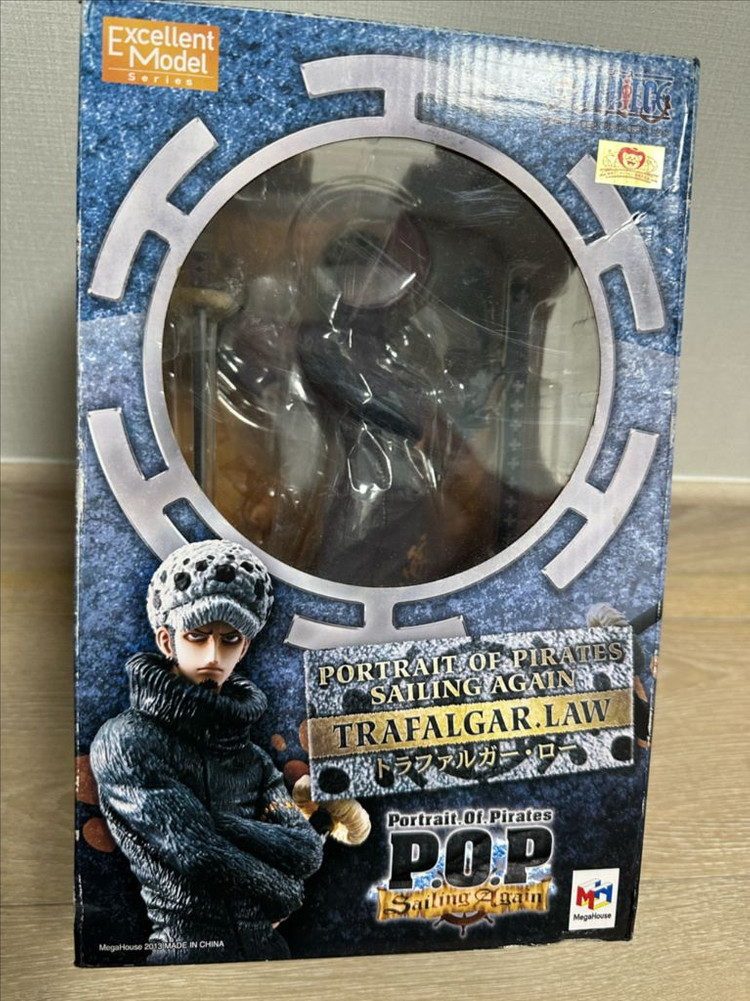 Excellent
Model
Series
PORTRAIT OF PIRATES
SAILING AGAIN
TRAFALGAR.LAW
トラファルガー・ロー
Portrait.Of.Pirates
P.O.P
Sailing Again
MegaHouse
MegaHouse 2013 MADE IN CHINA